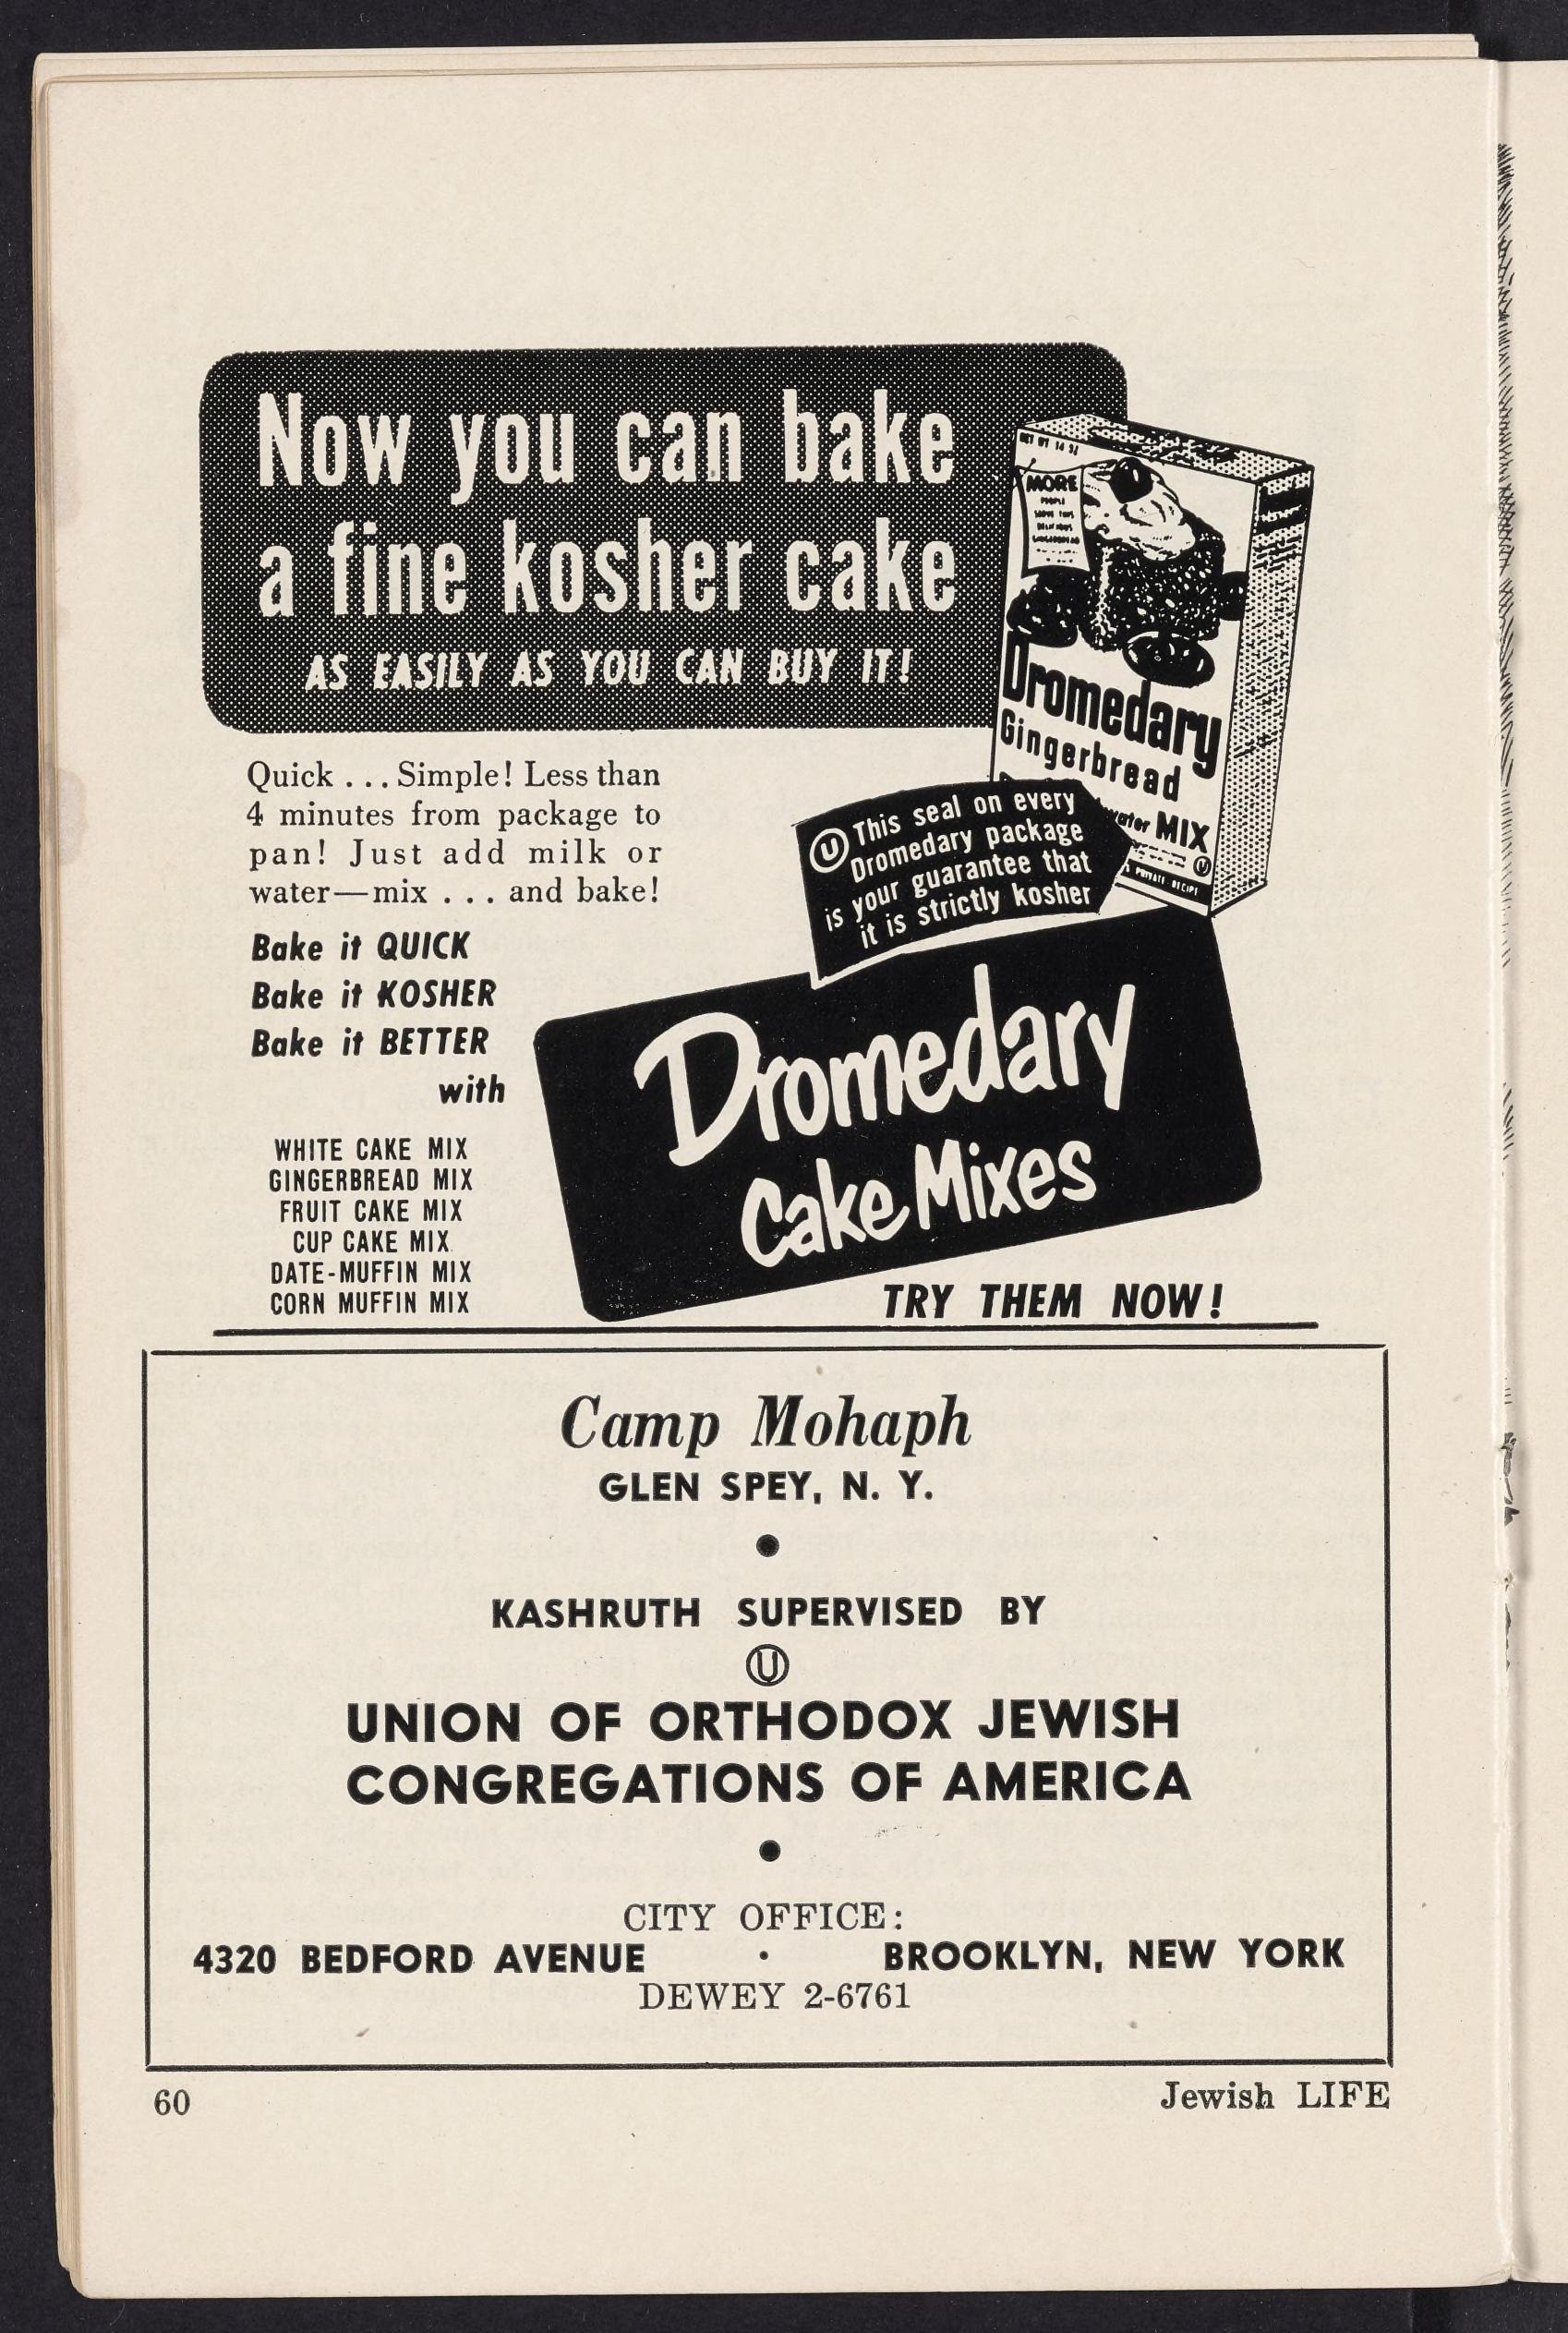 Now you can bake
a fine kosher cake
AS EASILY AS YOU CAN BUY IT!
MORE
PEOPLE
Dromedary
Gingerbread
water MIX
Ⓤ
PRIVATE RECIPE
Quick . . . Simple! Less than
4 minutes from package to
pan! Just add milk or
water—mix . . . and bake!
Ⓤ This seal on every
Dromedary package
is your guarantee that
it is strictly kosher
Bake it QUICK
Bake it KOSHER
Bake it BETTER
with
Dromedary
Cake Mixes
WHITE CAKE MIX
GINGERBREAD MIX
FRUIT CAKE MIX
CUP CAKE MIX
DATE-MUFFIN MIX
CORN MUFFIN MIX
TRY THEM NOW!
Camp Mohaph
GLEN SPEY, N. Y.
•
KASHRUTH SUPERVISED BY
Ⓤ
UNION OF ORTHODOX JEWISH
CONGREGATIONS OF AMERICA
•
CITY OFFICE:
4320 BEDFORD AVENUE • BROOKLYN, NEW YORK
DEWEY 2-6761
60
Jewish LIFE